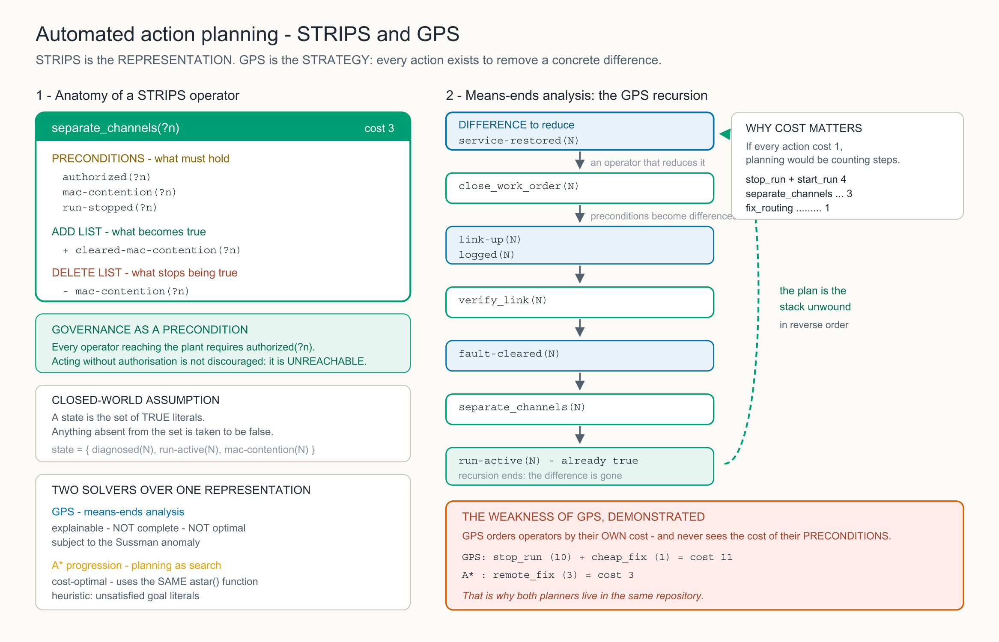 Automated action planning - STRIPS and GPS
STRIPS is the REPRESENTATION. GPS is the STRATEGY: every action exists to remove a concrete difference.
1 - Anatomy of a STRIPS operator
separate_channels(?n)
cost 3
PRECONDITIONS - what must hold
authorized(?n)
mac-contention(?n)
run-stopped(?n)
ADD LIST - what becomes true
+ cleared-mac-contention(?n)
DELETE LIST - what stops being true
- mac-contention(?n)
GOVERNANCE AS A PRECONDITION
Every operator reaching the plant requires authorized(?n).
Acting without authorisation is not discouraged: it is UNREACHABLE.
CLOSED-WORLD ASSUMPTION
A state is the set of TRUE literals.
Anything absent from the set is taken to be false.
state = { diagnosed(N), run-active(N), mac-contention(N) }
TWO SOLVERS OVER ONE REPRESENTATION
GPS - means-ends analysis
explainable - NOT complete - NOT optimal
subject to the Sussman anomaly
A* progression - planning as search
cost-optimal - uses the SAME astar() function
heuristic: unsatisfied goal literals
2 - Means-ends analysis: the GPS recursion
DIFFERENCE to reduce
service-restored(N)
an operator that reduces it
close_work_order(N)
preconditions become differences
link-up(N)
logged(N)
verify_link(N)
fault-cleared(N)
separate_channels(N)
run-active(N) - already true
recursion ends: the difference is gone
WHY COST MATTERS
If every action cost 1,
planning would be counting steps.
stop_run + start_run 4
separate_channels ... 3
fix_routing ......... 1
the plan is the
stack unwound
in reverse order
THE WEAKNESS OF GPS, DEMONSTRATED
GPS orders operators by their OWN cost - and never sees the cost of their PRECONDITIONS.
GPS: stop_run (10) + cheap_fix (1) = cost 11
A* : remote_fix (3) = cost 3
That is why both planners live in the same repository.